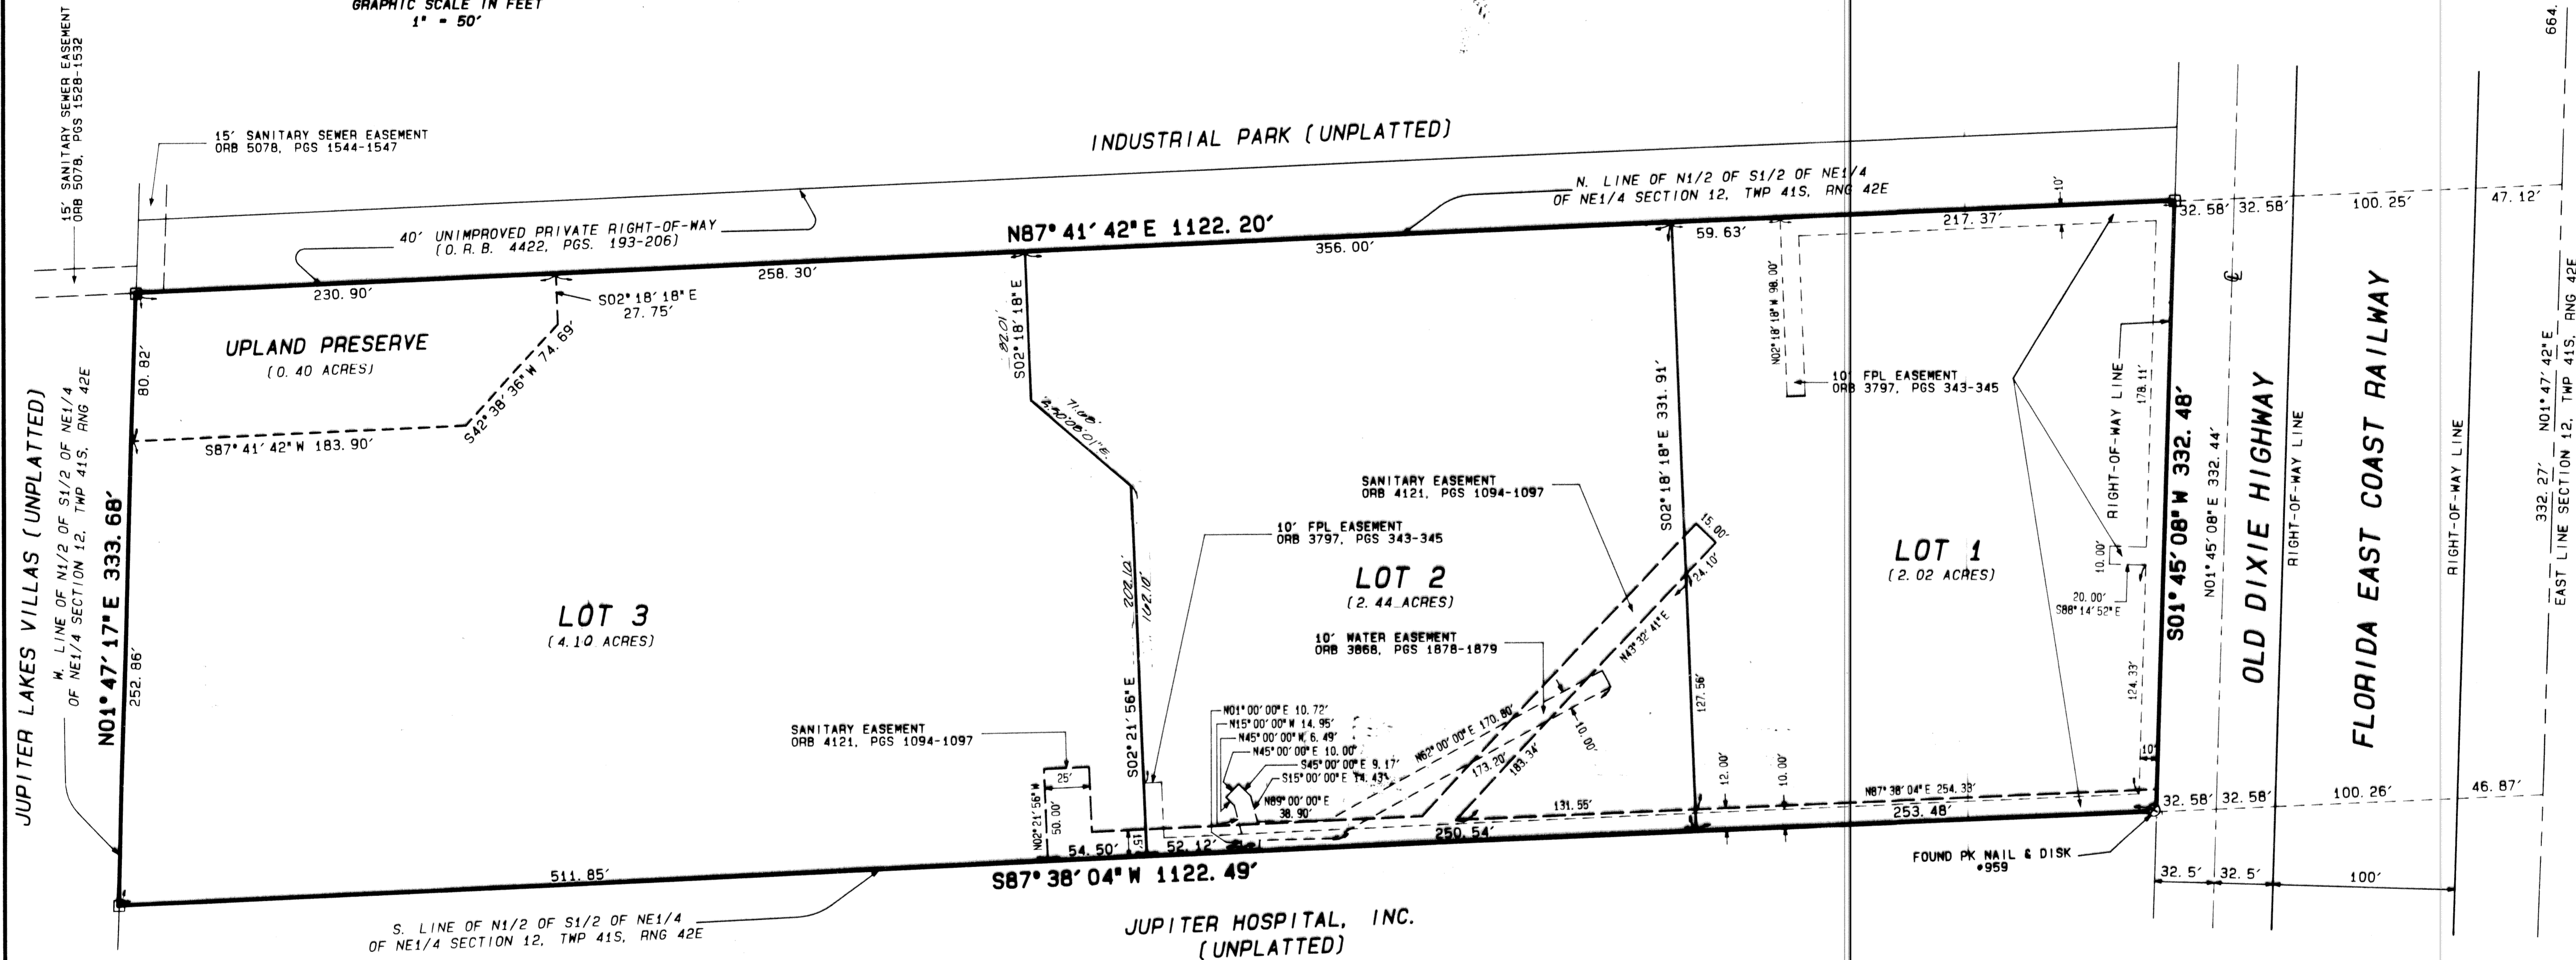 GRAPHIC SCALE IN FEET
1" = 50'
15' SANITARY SEWER EASEMENT
ORB 5078, PGS 1528-1532
15' SANITARY SEWER EASEMENT
ORB 5078, PGS 1544-1547
INDUSTRIAL PARK (UNPLATTED)
664.
40' UNIMPROVED PRIVATE RIGHT-OF-WAY
(O.R.B. 4422, PGS. 193-206)
N. LINE OF N1/2 OF S1/2 OF NE1/4
OF NE1/4 SECTION 12, TWP 41S, RNG 42E
N87°41'42"E 1122.20'
230.90'
258.30'
356.00'
59.63'
217.37'
10'
32.58'
32.58'
100.25'
47.12'
S02°18'18"E
27.75'
UPLAND PRESERVE
(0.40 ACRES)
S42°38'36"W 74.69'
S87°41'42"W 183.90'
80.82'
252.86'
N01°47'17"E 333.68'
JUPITER LAKES VILLAS (UNPLATTED)
W. LINE OF N1/2 OF S1/2 OF NE1/4
OF NE1/4 SECTION 12, TWP 41S, RNG 42E
82.01'
S02°18'18"E
71.08'
202.10'
162.10'
S02°21'56"E
LOT 3
(4.10 ACRES)
SANITARY EASEMENT
ORB 4121, PGS 1094-1097
25'
N02°21'56"W
50.00'
15'
54.50'
52.12'
511.85'
S87°38'04"W 1122.49'
S. LINE OF N1/2 OF S1/2 OF NE1/4
OF NE1/4 SECTION 12, TWP 41S, RNG 42E
10' FPL EASEMENT
ORB 3797, PGS 343-345
SANITARY EASEMENT
ORB 4121, PGS 1094-1097
LOT 2
(2.44 ACRES)
10' WATER EASEMENT
ORB 3868, PGS 1878-1879
N01°00'00"E 10.72'
N15°00'00"W 14.95'
N45°00'00"W 6.49'
N45°00'00"E 10.00'
S45°00'00"E 9.17'
S15°00'00"E 14.43'
N89°00'00"E
38.90'
N62°00'00"E 170.80'
173.20'
183.34'
10.00'
N43°32'41"E
24.10'
15.00'
131.55'
250.54'
S02°18'18"E 331.91'
127.56'
12.00'
10.00'
N02°18'18"W 98.00'
10' FPL EASEMENT
ORB 3797, PGS 343-345
LOT 1
(2.02 ACRES)
RIGHT-OF-WAY LINE
178.11'
10.00'
20.00'
S88°14'52"E
124.33'
10'
N87°38'04"E 254.33'
253.48'
FOUND PK NAIL & DISK
#959
S01°45'08"W 332.48'
N01°45'08"E 332.44'
OLD DIXIE HIGHWAY
RIGHT-OF-WAY LINE
FLORIDA EAST COAST RAILWAY
RIGHT-OF-WAY LINE
332.27' N01°47'42"E
EAST LINE SECTION 12, TWP 41S, RNG 42E
32.58'
32.58'
100.26'
46.87'
32.5'
32.5'
100'
JUPITER HOSPITAL, INC.
(UNPLATTED)